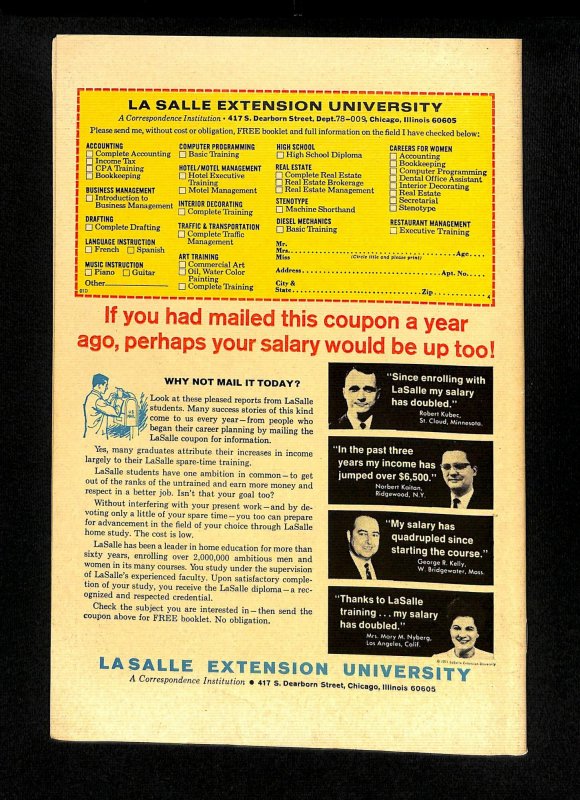 LA SALLE EXTENSION UNIVERSITY
A Correspondence Institution • 417 S. Dearborn Street, Dept. 78-009, Chicago, Illinois 60605
Please send me, without cost or obligation, FREE booklet and full information on the field I have checked below:
ACCOUNTING
Complete Accounting
Income Tax
CPA Training
Bookkeeping
BUSINESS MANAGEMENT
Introduction to
Business Management
DRAFTING
Complete Drafting
LANGUAGE INSTRUCTION
French Spanish
MUSIC INSTRUCTION
Piano Guitar
Other
610
COMPUTER PROGRAMMING
Basic Training
HOTEL/MOTEL MANAGEMENT
Hotel Executive
Training
Motel Management
INTERIOR DECORATING
Complete Training
TRAFFIC & TRANSPORTATION
Complete Traffic
Management
ART TRAINING
Commercial Art
Oil, Water Color
Painting
Complete Training
HIGH SCHOOL
High School Diploma
REAL ESTATE
Complete Real Estate
Real Estate Brokerage
Real Estate Management
STENOTYPE
Machine Shorthand
DIESEL MECHANICS
Basic Training
CAREERS FOR WOMEN
Accounting
Bookkeeping
Computer Programming
Dental Office Assistant
Interior Decorating
Real Estate
Secretarial
Stenotype
RESTAURANT MANAGEMENT
Executive Training
Mr.
Mrs. Age
Miss (Circle title and please print)
Address Apt. No.
City &
State Zip
4
If you had mailed this coupon a year
ago, perhaps your salary would be up too!
WHY NOT MAIL IT TODAY?
Look at these pleased reports from LaSalle
students. Many success stories of this kind
come to us every year—from people who
began their career planning by mailing the
LaSalle coupon for information.
Yes, many graduates attribute their increases in income
largely to their LaSalle spare-time training.
LaSalle students have one ambition in common—to get
out of the ranks of the untrained and earn more money and
respect in a better job. Isn't that your goal too?
Without interfering with your present work—and by de-
voting only a little of your spare time—you too can prepare
for advancement in the field of your choice through LaSalle
home study. The cost is low.
LaSalle has been a leader in home education for more than
sixty years, enrolling over 2,000,000 ambitious men and
women in its many courses. You study under the supervision
of LaSalle's experienced faculty. Upon satisfactory comple-
tion of your study, you receive the LaSalle diploma—a rec-
ognized and respected credential.
Check the subject you are interested in—then send the
coupon above for FREE booklet. No obligation.
U S
MAIL
"Since enrolling with
LaSalle my salary
has doubled."
Robert Kubec,
St. Cloud, Minnesota.
"In the past three
years my income has
jumped over $6,500."
Norbert Kaitan,
Ridgewood, N.Y.
"My salary has
quadrupled since
starting the course."
George R. Kelly,
W. Bridgewater, Mass.
"Thanks to LaSalle
training . . . my salary
has doubled."
Mrs. Mary M. Nyberg,
Los Angeles, Calif.
© 1971 LaSalle Extension University
LA SALLE EXTENSION UNIVERSITY
A Correspondence Institution • 417 S. Dearborn Street, Chicago, Illinois 60605